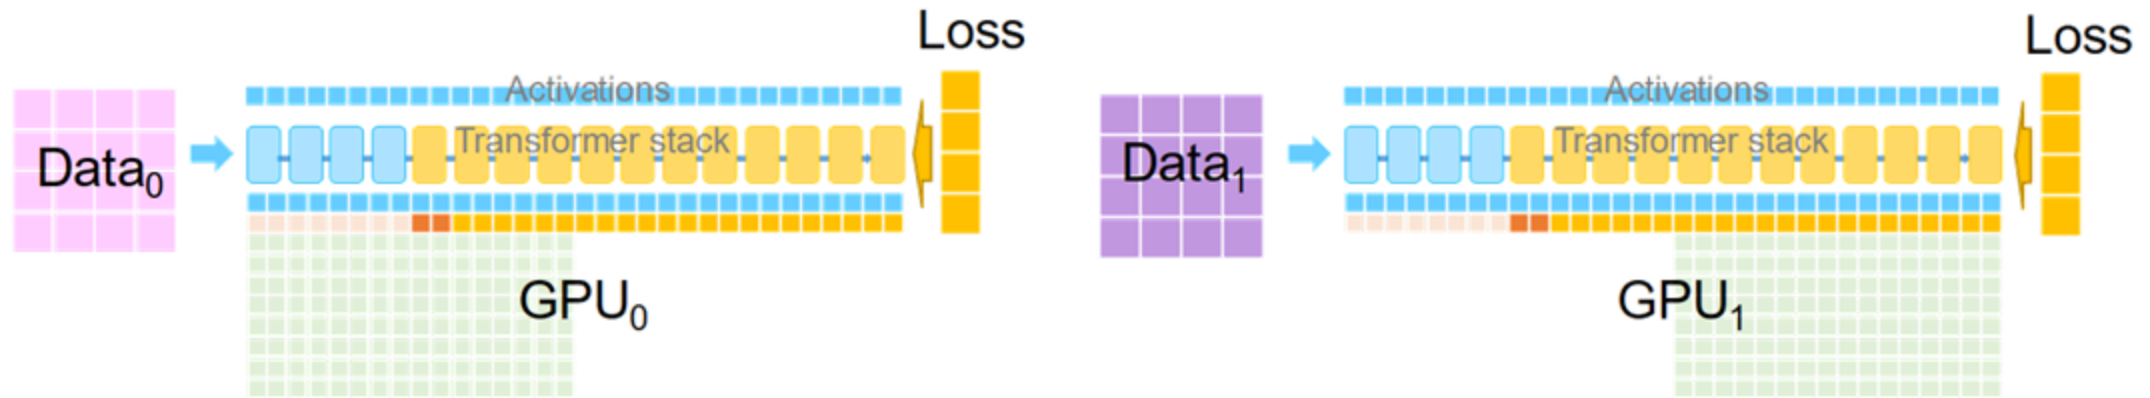 Loss
Activations
Transformer stack
Data₀
GPU₀
Loss
Activations
Transformer stack
Data₁
GPU₁